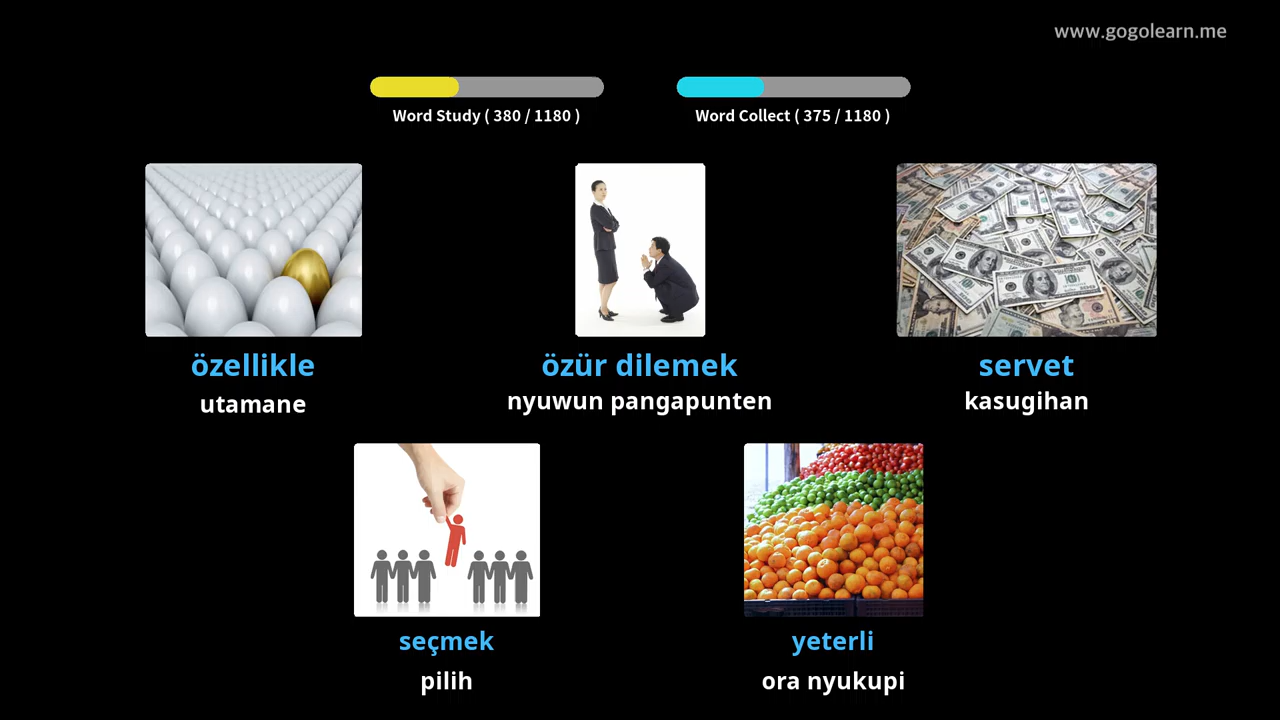 www.gogolearn.me
Word Study ( 380 / 1180 )
Word Collect ( 375 / 1180 )
özellikle
utamane
özür dilemek
nyuwun pangapunten
servet
kasugihan
seçmek
pilih
yeterli
ora nyukupi